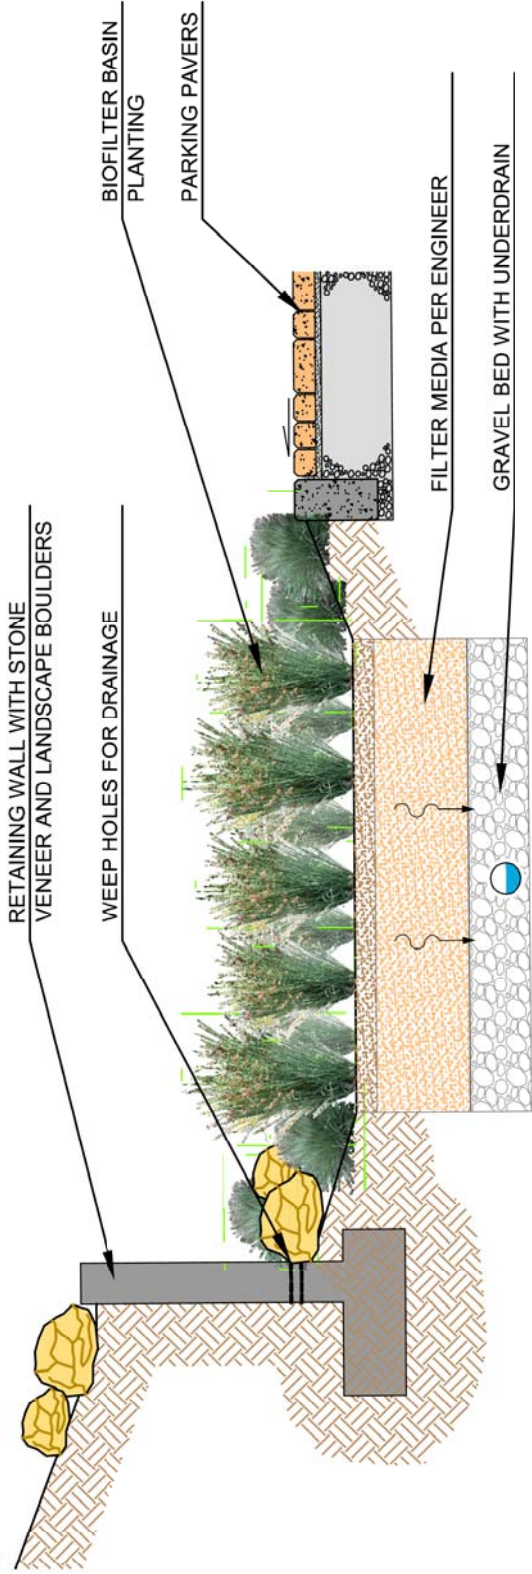 RETAINING WALL WITH STONE
VENEER AND LANDSCAPE BOULDERS
WEEP HOLES FOR DRAINAGE
BIOFILTER BASIN
PLANTING
PARKING PAVERS
FILTER MEDIA PER ENGINEER
GRAVEL BED WITH UNDERDRAIN